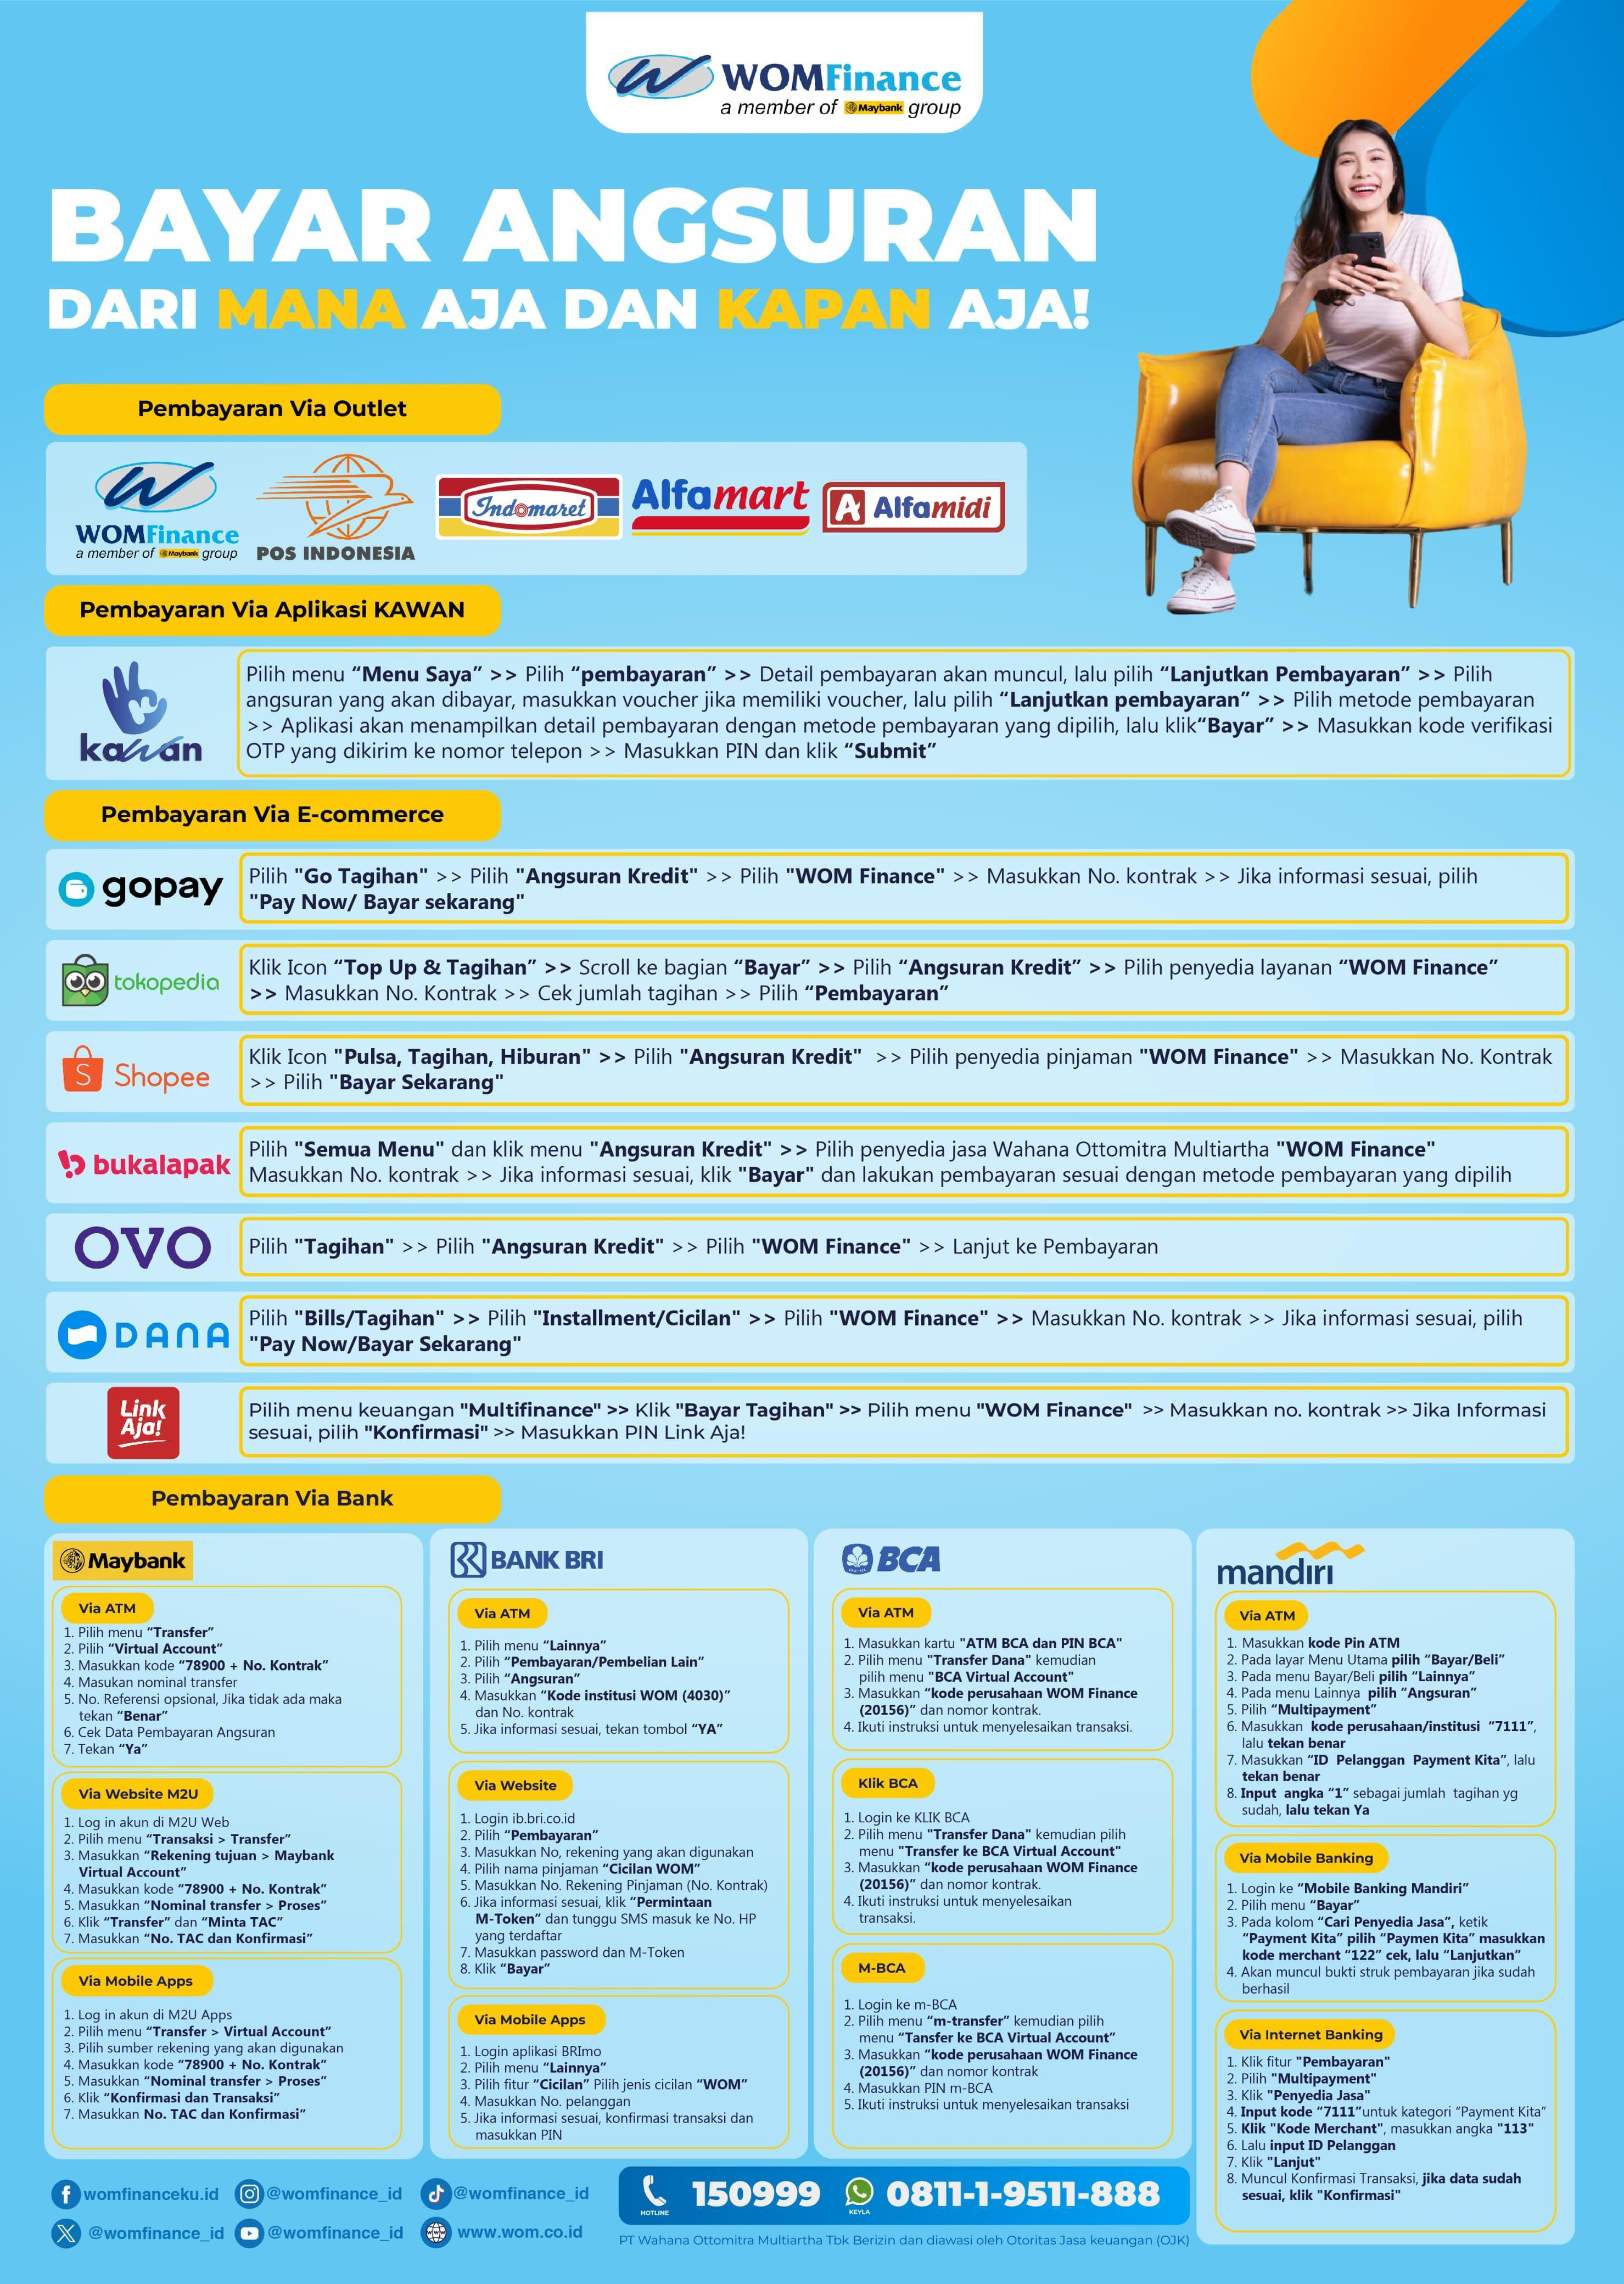 WOMFinance
a member of Maybank group
BAYAR ANGSURAN
DARI MANA AJA DAN KAPAN AJA!
Pembayaran Via Outlet
WOMFinance
a member of Maybank group
POS INDONESIA
Indomaret
Alfamart
Alfamidi
Pembayaran Via Aplikasi KAWAN
kawan
Pilih menu “Menu Saya” >> Pilih “pembayaran” >> Detail pembayaran akan muncul, lalu pilih “Lanjutkan Pembayaran” >> Pilih
angsuran yang akan dibayar, masukkan voucher jika memiliki voucher, lalu pilih “Lanjutkan pembayaran” >> Pilih metode pembayaran
>> Aplikasi akan menampilkan detail pembayaran dengan metode pembayaran yang dipilih, lalu klik“Bayar” >> Masukkan kode verifikasi
OTP yang dikirim ke nomor telepon >> Masukkan PIN dan klik “Submit”
Pembayaran Via E-commerce
gopay
Pilih "Go Tagihan" >> Pilih "Angsuran Kredit" >> Pilih "WOM Finance" >> Masukkan No. kontrak >> Jika informasi sesuai, pilih
"Pay Now/ Bayar sekarang"
tokopedia
Klik Icon “Top Up & Tagihan” >> Scroll ke bagian “Bayar” >> Pilih “Angsuran Kredit” >> Pilih penyedia layanan “WOM Finance”
>> Masukkan No. Kontrak >> Cek jumlah tagihan >> Pilih “Pembayaran”
Shopee
Klik Icon "Pulsa, Tagihan, Hiburan" >> Pilih "Angsuran Kredit" >> Pilih penyedia pinjaman "WOM Finance" >> Masukkan No. Kontrak
>> Pilih "Bayar Sekarang"
bukalapak
Pilih "Semua Menu" dan klik menu "Angsuran Kredit" >> Pilih penyedia jasa Wahana Ottomitra Multiartha "WOM Finance"
Masukkan No. kontrak >> Jika informasi sesuai, klik "Bayar" dan lakukan pembayaran sesuai dengan metode pembayaran yang dipilih
OVO
Pilih "Tagihan" >> Pilih "Angsuran Kredit" >> Pilih "WOM Finance" >> Lanjut ke Pembayaran
DANA
Pilih "Bills/Tagihan" >> Pilih "Installment/Cicilan" >> Pilih "WOM Finance" >> Masukkan No. kontrak >> Jika informasi sesuai, pilih
"Pay Now/Bayar Sekarang"
Link
Aja!
Pilih menu keuangan "Multifinance" >> Klik "Bayar Tagihan" >> Pilih menu "WOM Finance" >> Masukkan no. kontrak >> Jika Informasi
sesuai, pilih "Konfirmasi" >> Masukkan PIN Link Aja!
Pembayaran Via Bank
Maybank
Via ATM
1. Pilih menu “Transfer”
2. Pilih “Virtual Account”
3. Masukkan kode “78900 + No. Kontrak”
4. Masukan nominal transfer
5. No. Referensi opsional, Jika tidak ada maka
tekan “Benar”
6. Cek Data Pembayaran Angsuran
7. Tekan “Ya”
Via Website M2U
1. Log in akun di M2U Web
2. Pilih menu “Transaksi > Transfer”
3. Masukkan “Rekening tujuan > Maybank
Virtual Account”
4. Masukkan kode “78900 + No. Kontrak”
5. Masukkan “Nominal transfer > Proses”
6. Klik “Transfer” dan “Minta TAC”
7. Masukkan “No. TAC dan Konfirmasi”
Via Mobile Apps
1. Log in akun di M2U Apps
2. Pilih menu “Transfer > Virtual Account”
3. Pilih sumber rekening yang akan digunakan
4. Masukkan kode “78900 + No. Kontrak”
5. Masukkan “Nominal transfer > Proses”
6. Klik “Konfirmasi dan Transaksi”
7. Masukkan No. TAC dan Konfirmasi”
BANK BRI
Via ATM
1. Pilih menu “Lainnya”
2. Pilih “Pembayaran/Pembelian Lain”
3. Pilih “Angsuran”
4. Masukkan “Kode institusi WOM (4030)”
dan No. kontrak
5. Jika informasi sesuai, tekan tombol “YA”
Via Website
1. Login ib.bri.co.id
2. Pilih “Pembayaran”
3. Masukkan No, rekening yang akan digunakan
4. Pilih nama pinjaman “Cicilan WOM”
5. Masukkan No. Rekening Pinjaman (No. Kontrak)
6. Jika informasi sesuai, klik “Permintaan
M-Token” dan tunggu SMS masuk ke No. HP
yang terdaftar
7. Masukkan password dan M-Token
8. Klik “Bayar”
Via Mobile Apps
1. Login aplikasi BRImo
2. Pilih menu “Lainnya”
3. Pilih fitur “Cicilan” Pilih jenis cicilan “WOM”
4. Masukkan No. pelanggan
5. Jika informasi sesuai, konfirmasi transaksi dan
masukkan PIN
BCA
Via ATM
1. Masukkan kartu "ATM BCA dan PIN BCA"
2. Pilih menu "Transfer Dana" kemudian
pilih menu "BCA Virtual Account"
3. Masukkan “kode perusahaan WOM Finance
(20156)” dan nomor kontrak.
4. Ikuti instruksi untuk menyelesaikan transaksi.
Klik BCA
1. Login ke KLIK BCA
2. Pilih menu "Transfer Dana" kemudian pilih
menu "Transfer ke BCA Virtual Account"
3. Masukkan “kode perusahaan WOM Finance
(20156)” dan nomor kontrak.
4. Ikuti instruksi untuk menyelesaikan
transaksi.
M-BCA
1. Login ke m-BCA
2. Pilih menu “m-transfer” kemudian pilih
menu “Tansfer ke BCA Virtual Account”
3. Masukkan “kode perusahaan WOM Finance
(20156)” dan nomor kontrak
4. Masukkan PIN m-BCA
5. Ikuti instruksi untuk menyelesaikan transaksi
mandiri
Via ATM
1. Masukkan kode Pin ATM
2. Pada layar Menu Utama pilih “Bayar/Beli”
3. Pada menu Bayar/Beli pilih “Lainnya”
4. Pada menu Lainnya pilih “Angsuran”
5. Pilih “Multipayment”
6. Masukkan kode perusahaan/institusi “7111”,
lalu tekan benar
7. Masukkan “ID Pelanggan Payment Kita”, lalu
tekan benar
8. Input angka “1” sebagai jumlah tagihan yg
sudah, lalu tekan Ya
Via Mobile Banking
1. Login ke “Mobile Banking Mandiri”
2. Pilih menu “Bayar”
3. Pada kolom “Cari Penyedia Jasa”, ketik
“Payment Kita” pilih “Paymen Kita” masukkan
kode merchant “122” cek, lalu “Lanjutkan”
4. Akan muncul bukti struk pembayaran jika sudah
berhasil
Via Internet Banking
1. Klik fitur "Pembayaran"
2. Pilih "Multipayment"
3. Klik "Penyedia Jasa"
4. Input kode “7111”untuk kategori “Payment Kita”
5. Klik "Kode Merchant", masukkan angka "113"
6. Lalu input ID Pelanggan
7. Klik "Lanjut"
8. Muncul Konfirmasi Transaksi, jika data sudah
sesuai, klik "Konfirmasi"
womfinanceku.id
@womfinance_id
@womfinance_id
@womfinance_id
@womfinance_id
www.wom.co.id
HOTLINE
150999
KEYLA
0811-1-9511-888
PT Wahana Ottomitra Multiartha Tbk Berizin dan diawasi oleh Otoritas Jasa keuangan (OJK)